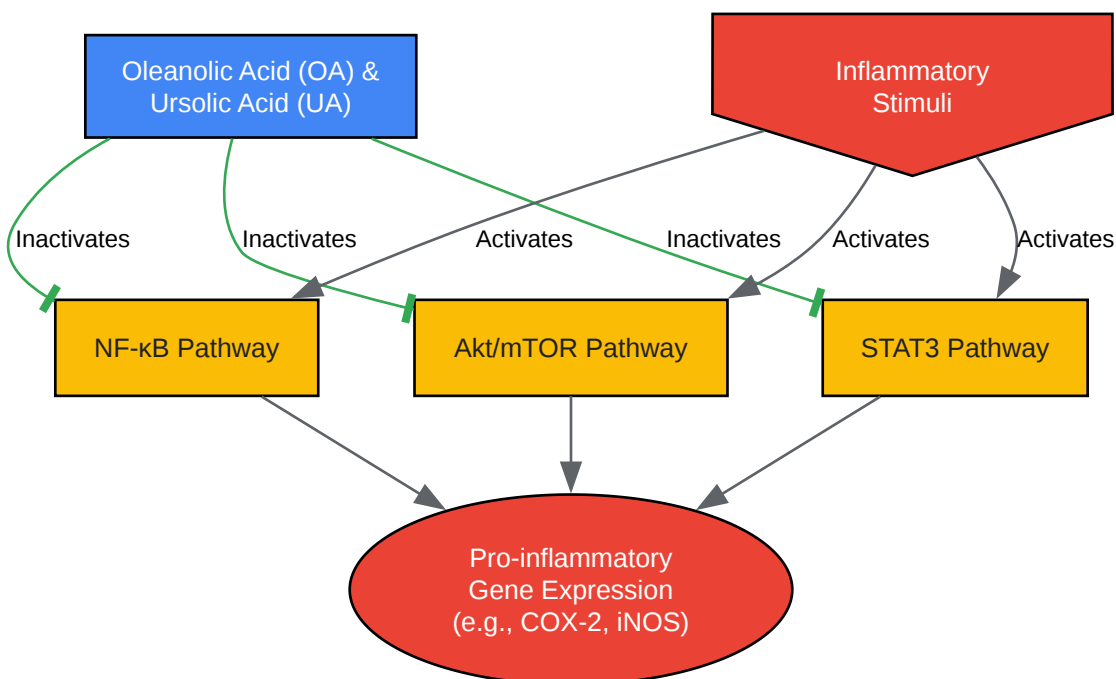 Oleanolic Acid (OA) &
Ursolic Acid (UA)
Inflammatory
Stimuli
Inactivates
Inactivates
Activates
Inactivates
Activates
Activates
NF-κB Pathway
Akt/mTOR Pathway
STAT3 Pathway
Pro-inflammatory
Gene Expression
(e.g., COX-2, iNOS)